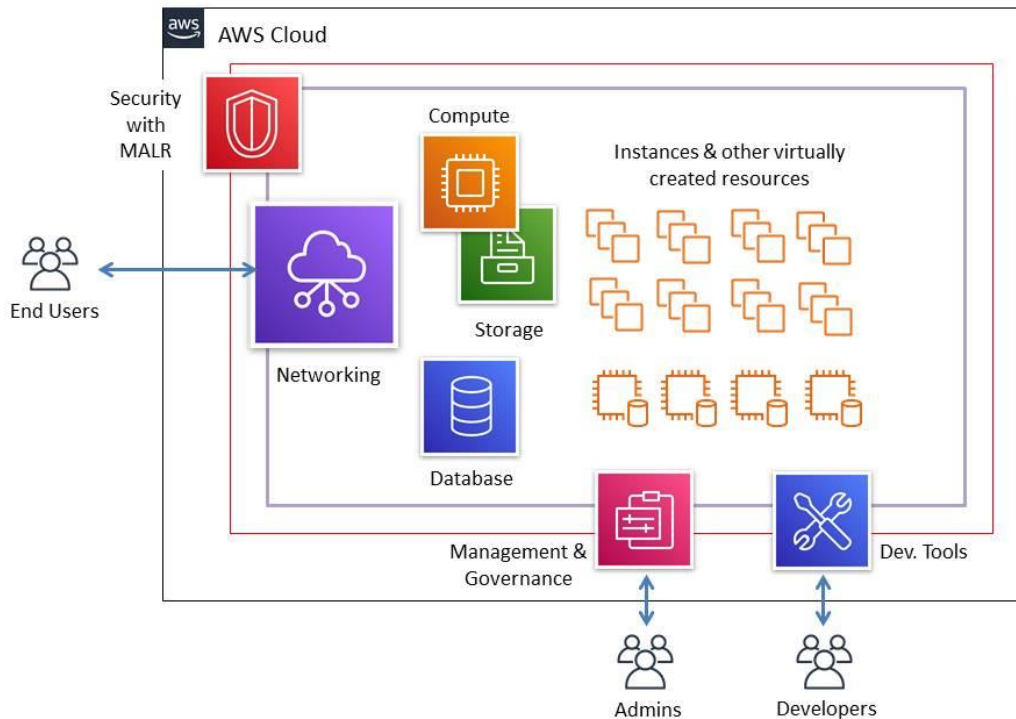 aws
AWS Cloud
Security
with
MALR
Compute
Instances & other virtually
created resources
End Users
Storage
Networking
Database
Management &
Governance
Dev. Tools
Admins
Developers